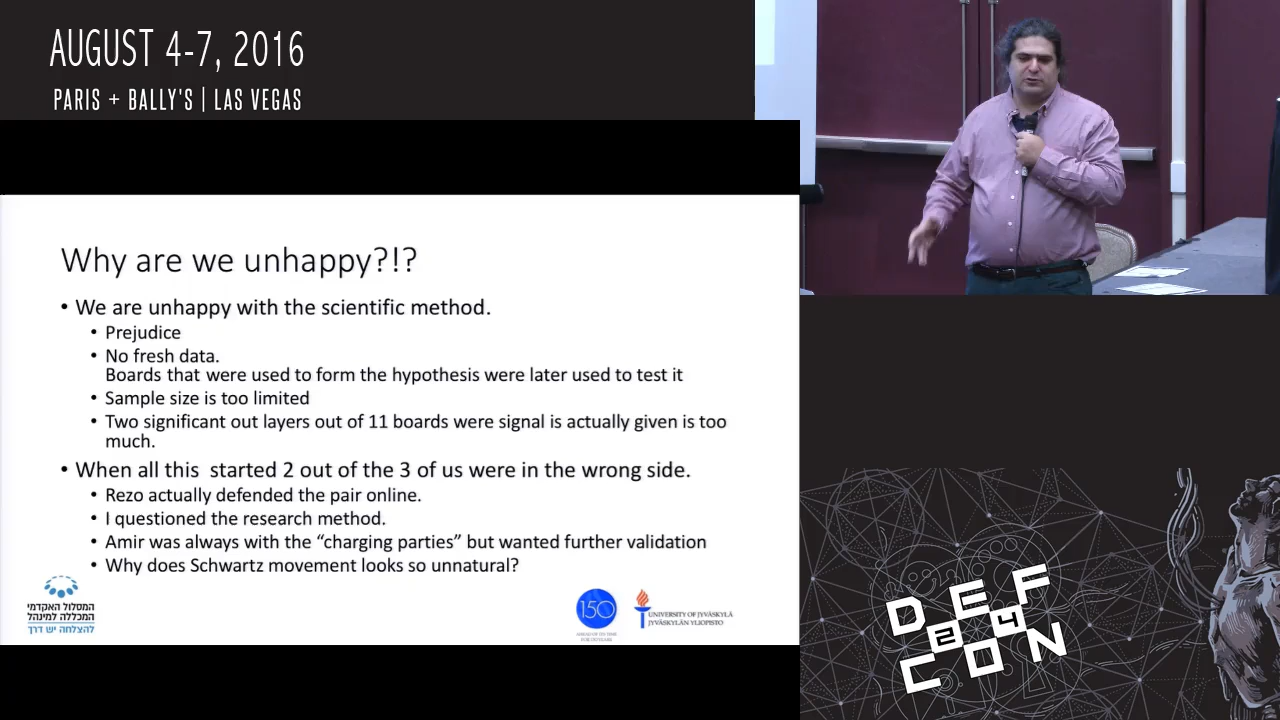 AUGUST 4-7, 2016
PARIS + BALLY'S | LAS VEGAS
Why are we unhappy?!?
• We are unhappy with the scientific method.
• Prejudice
• No fresh data.
Boards that were used to form the hypothesis were later used to test it
• Sample size is too limited
• Two significant out layers out of 11 boards were signal is actually given is too
much.
• When all this  started 2 out of the 3 of us were in the wrong side.
• Rezo actually defended the pair online.
• I questioned the research method.
• Amir was always with the “charging parties” but wanted further validation
• Why does Schwartz movement looks so unnatural?
המסלול האקדמי
המכללה למינהל
להצלחה יש דרך
150
UNIVERSITY OF JYVÄSKYLÄ
JYVÄSKYLÄN YLIOPISTO
DEF
24
CON